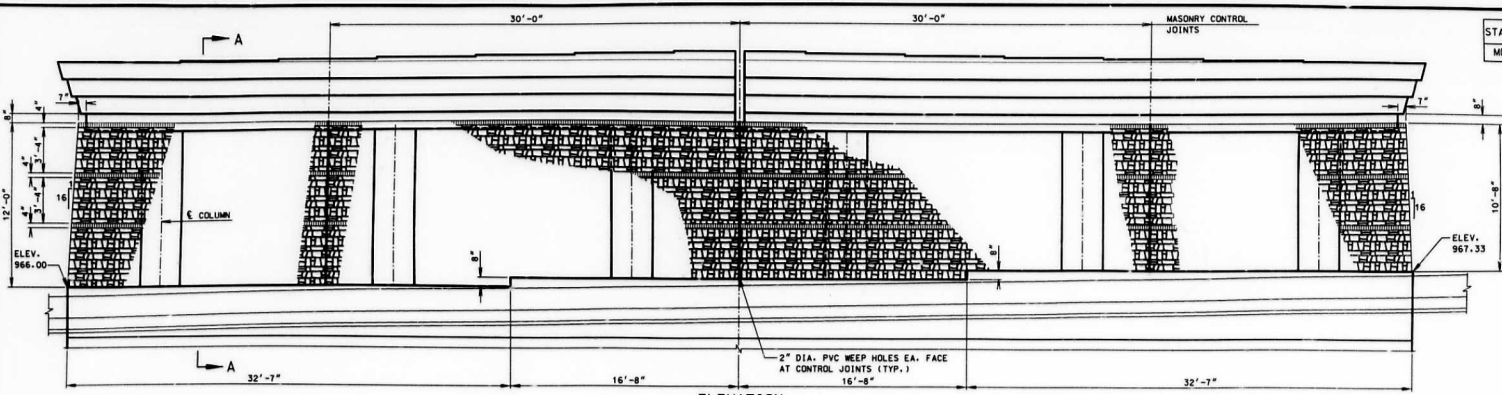 30'-0"
30'-0"
MASONRY CONTROL
JOINTS
A
7"
4"
8"
3'-4"
4"
3'-4"
4"
12'-0"
16
℄ COLUMN
ELEV.
966.00
8"
8"
7"
8"
16
10'-8"
ELEV.
967.33
A
2" DIA. PVC WEEP HOLES EA. FACE
AT CONTROL JOINTS (TYP.)
32'-7"
16'-8"
16'-8"
32'-7"